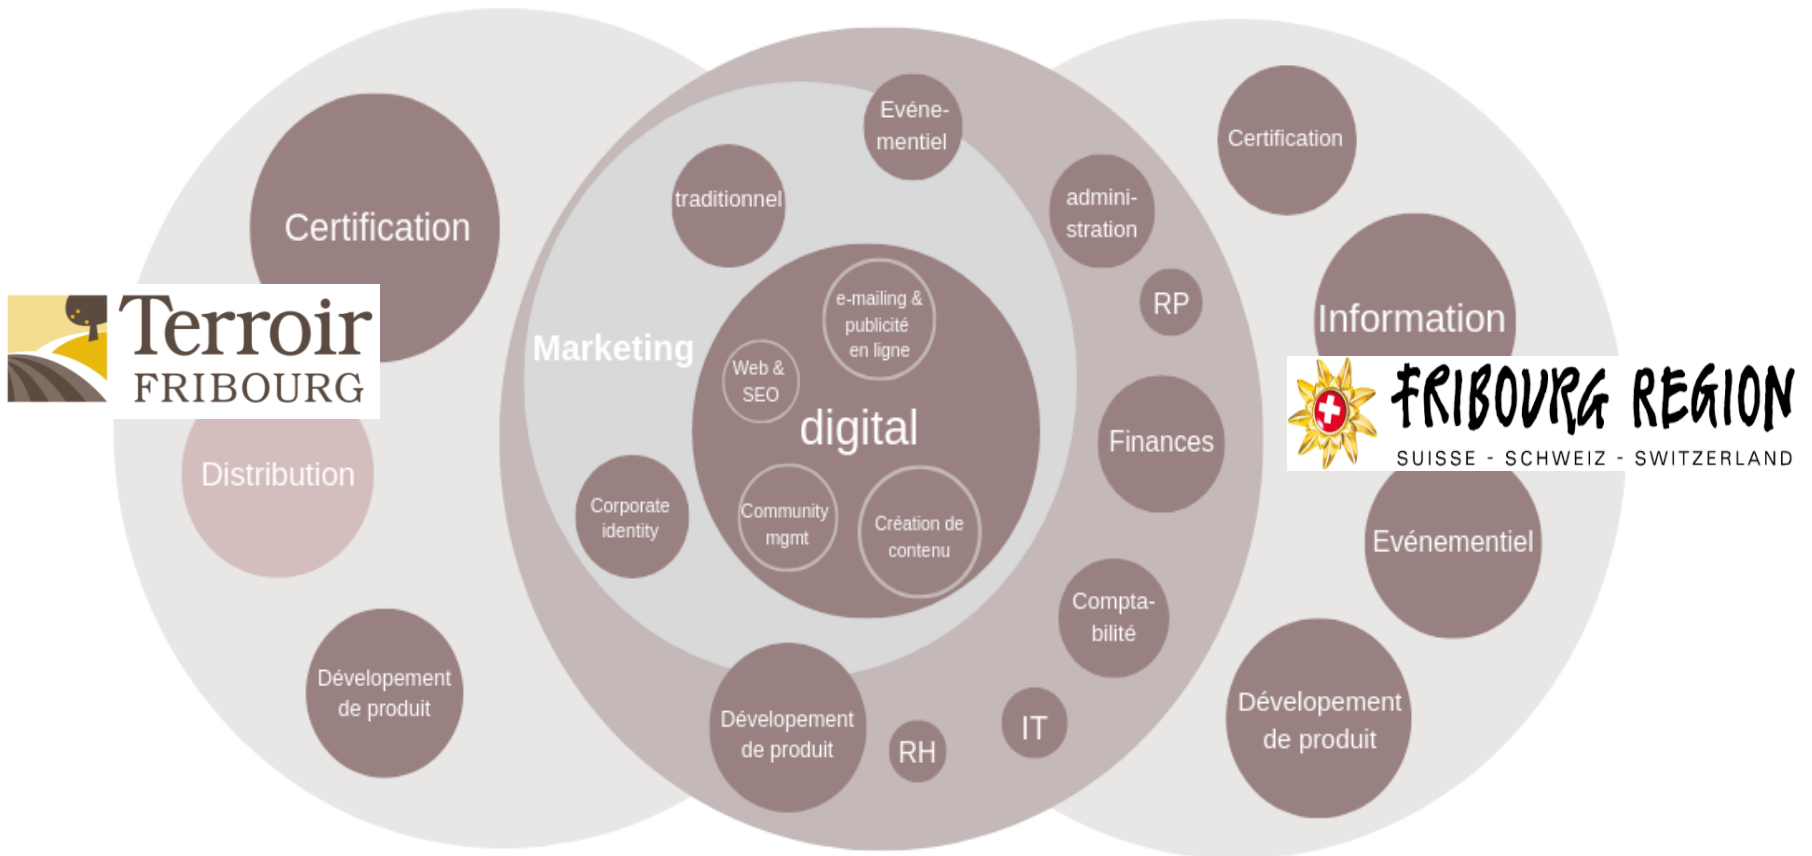 Certification
Terroir
FRIBOURG
Distribution
Dévelopement
de produit
Marketing
traditionnel
Evéne-
mentiel
e-mailing &
publicité
en ligne
Web &
SEO
digital
Community
mgmt
Création de
contenu
Corporate
identity
Dévelopement
de produit
admini-
stration
RP
Finances
Compta-
bilité
IT
RH
Certification
Information
FRIBOURG REGION
SUISSE - SCHWEIZ - SWITZERLAND
Evénementiel
Dévelopement
de produit